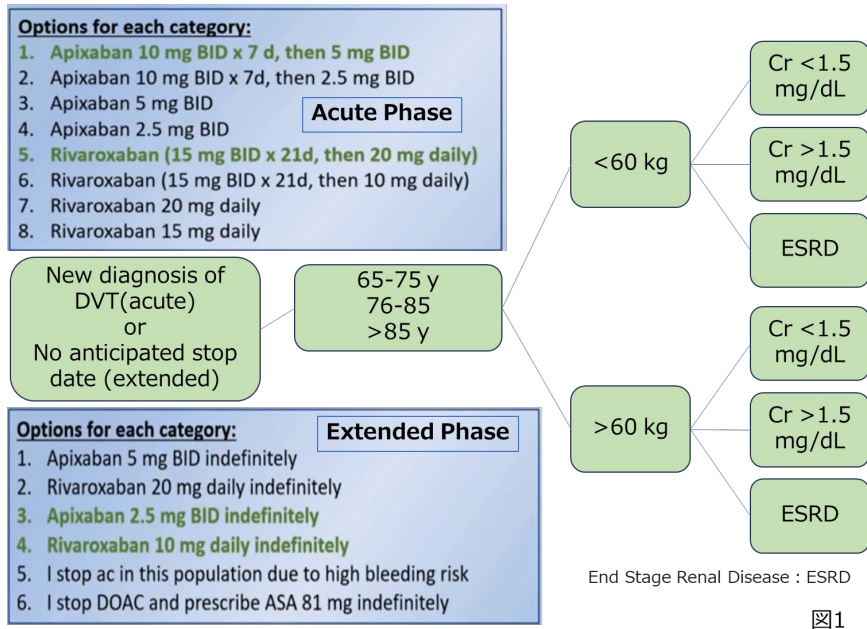 Options for each category:
1. Apixaban 10 mg BID x 7 d, then 5 mg BID
2. Apixaban 10 mg BID x 7d, then 2.5 mg BID
3. Apixaban 5 mg BID
4. Apixaban 2.5 mg BID
5. Rivaroxaban (15 mg BID x 21d, then 20 mg daily)
6. Rivaroxaban (15 mg BID x 21d, then 10 mg daily)
7. Rivaroxaban 20 mg daily
8. Rivaroxaban 15 mg daily
Acute Phase
New diagnosis of
DVT(acute)
or
No anticipated stop
date (extended)
65-75 y
76-85
>85 y
<60 kg
Cr <1.5
mg/dL
Cr >1.5
mg/dL
ESRD
>60 kg
Cr <1.5
mg/dL
Cr >1.5
mg/dL
ESRD
Options for each category:
Extended Phase
1. Apixaban 5 mg BID indefinitely
2. Rivaroxaban 20 mg daily indefinitely
3. Apixaban 2.5 mg BID indefinitely
4. Rivaroxaban 10 mg daily indefinitely
5. I stop ac in this population due to high bleeding risk
6. I stop DOAC and prescribe ASA 81 mg indefinitely
End Stage Renal Disease : ESRD
図1